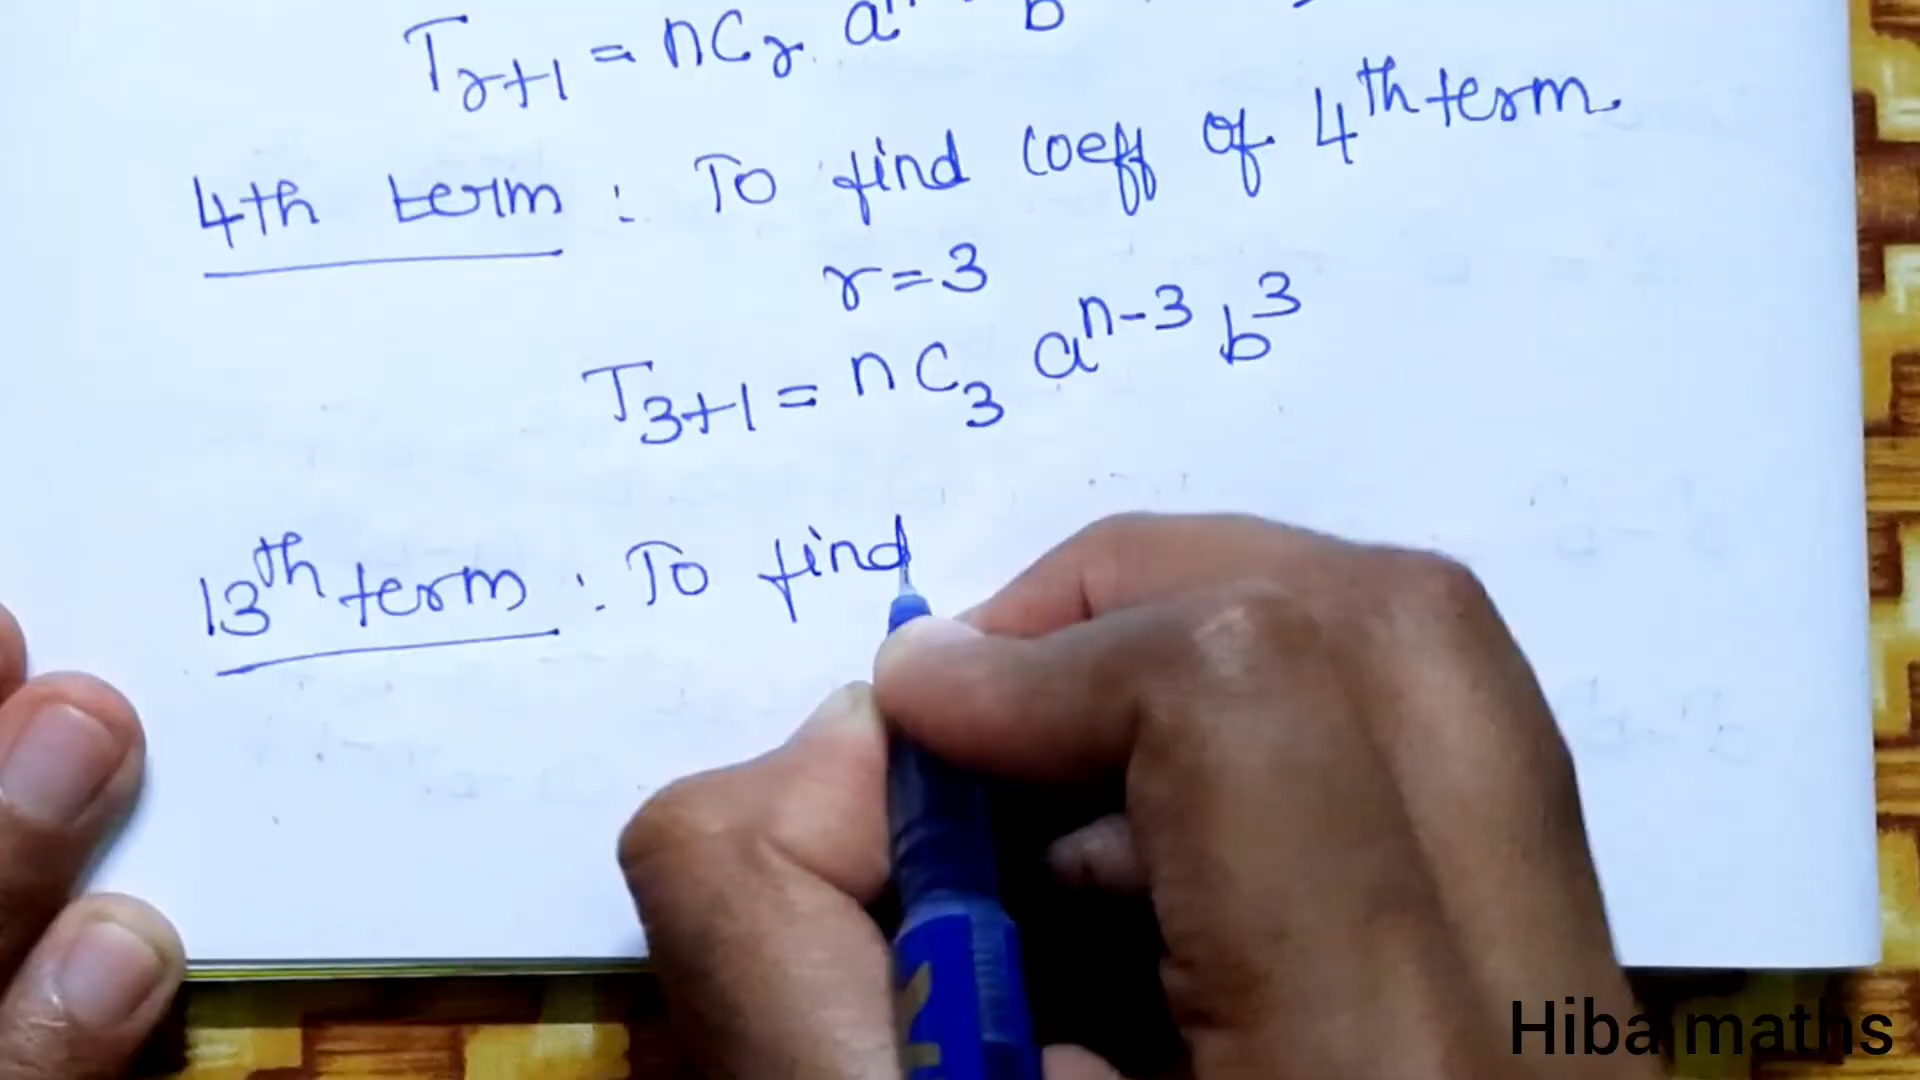 Tr+1 = nCr. a^n b
4th term : To find coeff of 4th term.
r=3
T3+1 = nC3 a^n-3 b^3
13th term : To find
Hiba maths